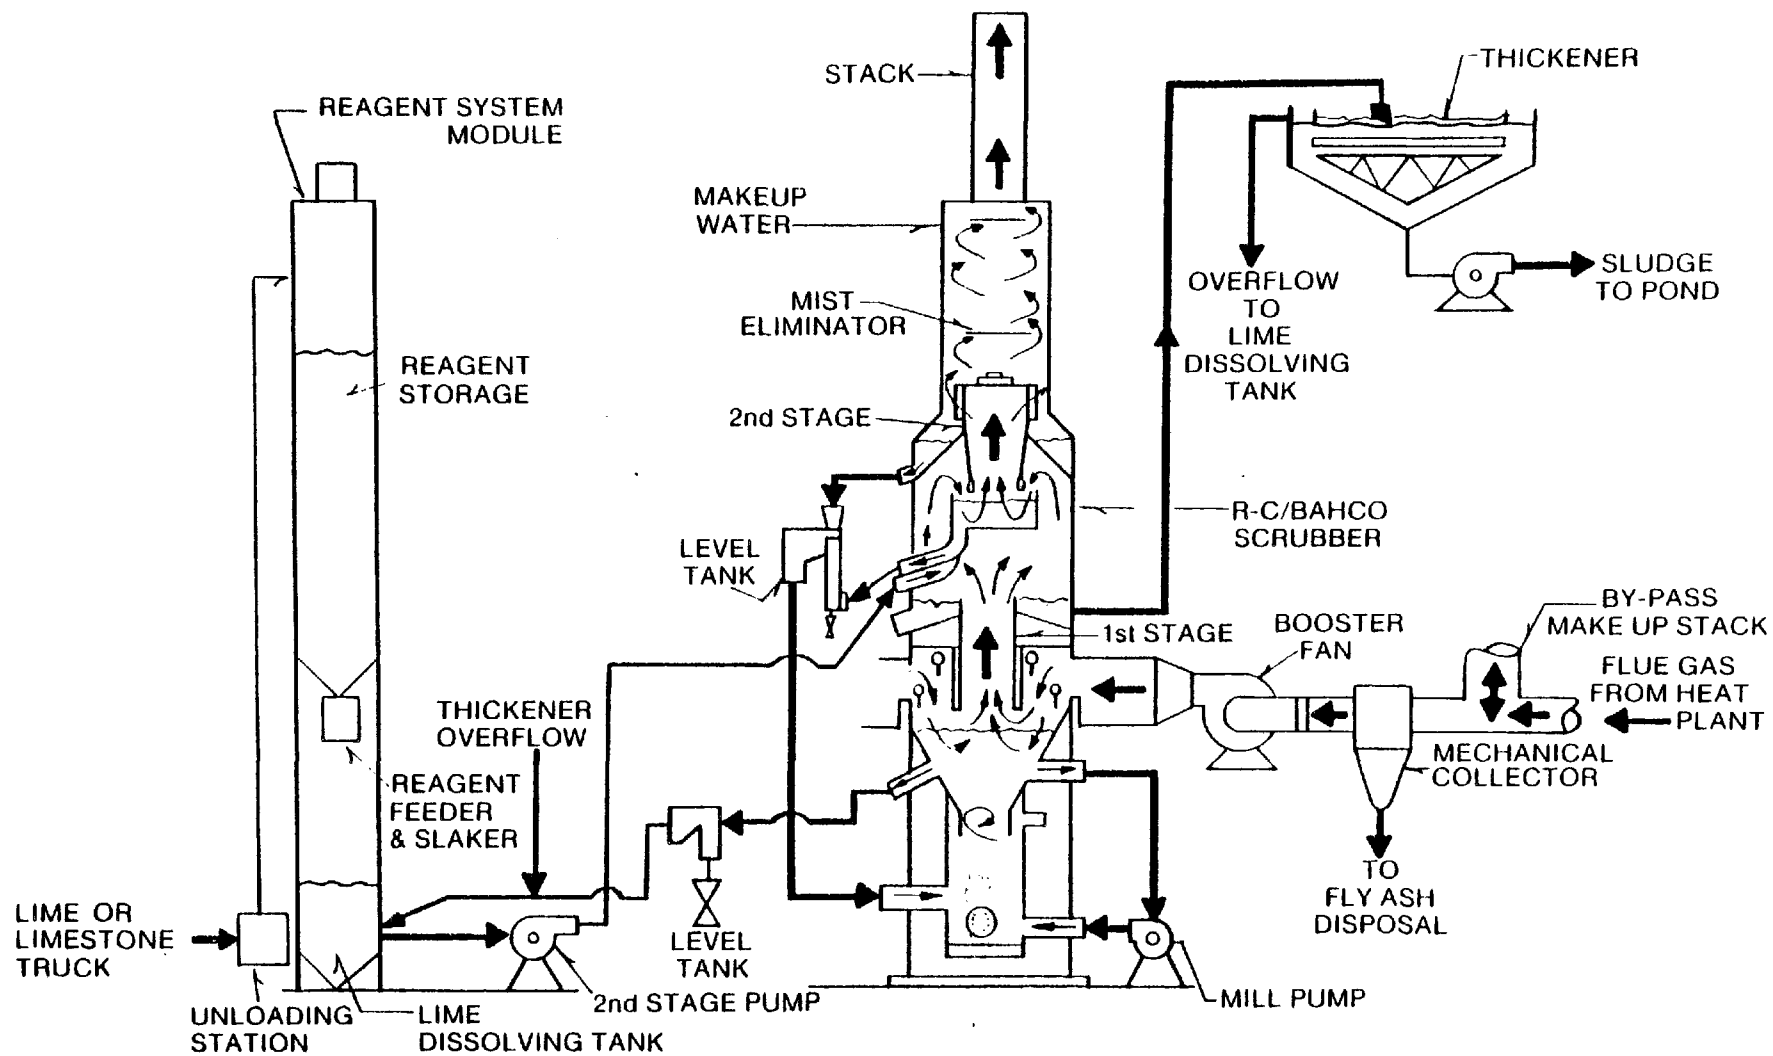 STACK
THICKENER
REAGENT SYSTEM
MODULE
MAKEUP
WATER
MIST
ELIMINATOR
OVERFLOW
TO
LIME
DISSOLVING
TANK
SLUDGE
TO POND
REAGENT
STORAGE
2nd STAGE
R-C/BAHCO
SCRUBBER
LEVEL
TANK
1st STAGE
BOOSTER
FAN
BY-PASS
MAKE UP STACK
FLUE GAS
FROM HEAT
PLANT
THICKENER
OVERFLOW
MECHANICAL
COLLECTOR
REAGENT
FEEDER
& SLAKER
TO
FLY ASH
DISPOSAL
LIME OR
LIMESTONE
TRUCK
LEVEL
TANK
2nd STAGE PUMP
MILL PUMP
UNLOADING
STATION
LIME
DISSOLVING TANK